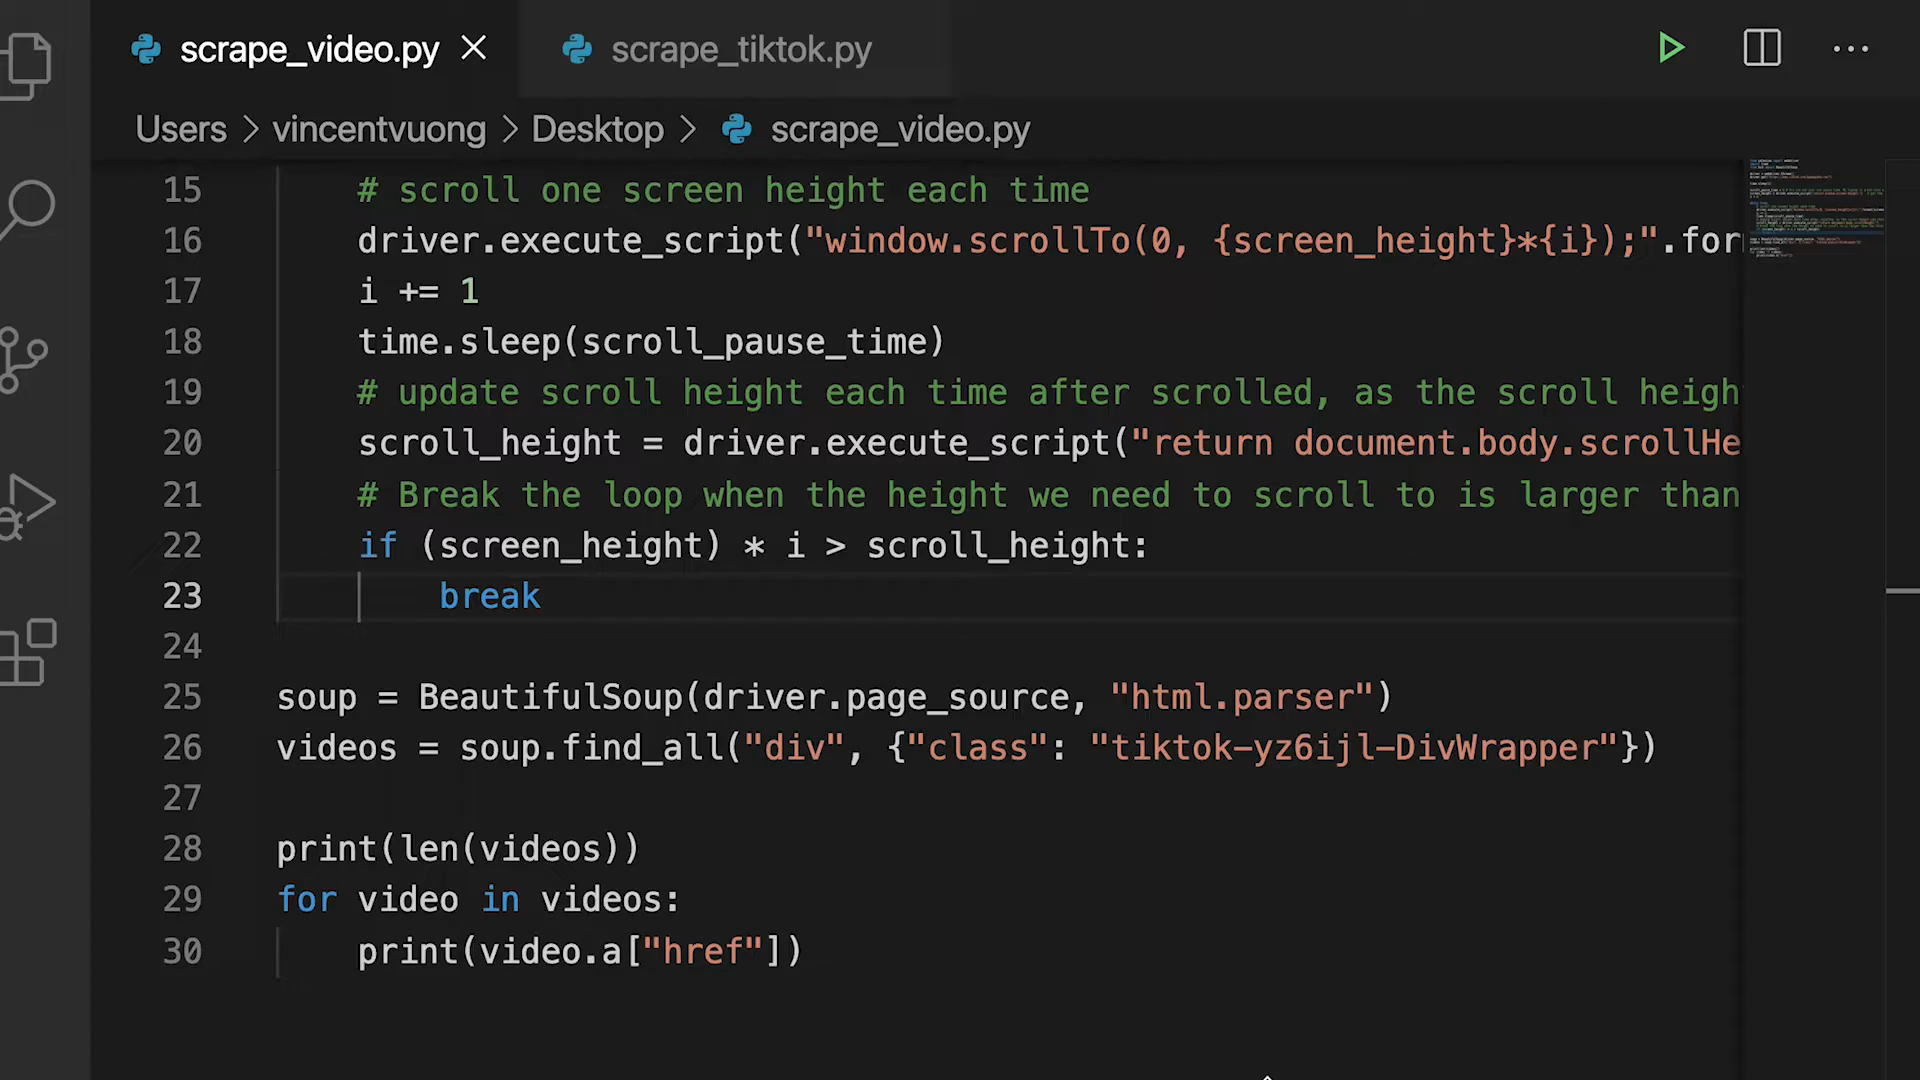 scrape_video.py
scrape_tiktok.py
Users > vincentvuong > Desktop > scrape_video.py
15 # scroll one screen height each time
16 driver.execute_script("window.scrollTo(0, {screen_height}*{i});".for
17 i += 1
18 time.sleep(scroll_pause_time)
19 # update scroll height each time after scrolled, as the scroll heigh
20 scroll_height = driver.execute_script("return document.body.scrollHe
21 # Break the loop when the height we need to scroll to is larger than
22 if (screen_height) * i > scroll_height:
23 break
24
25 soup = BeautifulSoup(driver.page_source, "html.parser")
26 videos = soup.find_all("div", {"class": "tiktok-yz6ijl-DivWrapper"})
27
28 print(len(videos))
29 for video in videos:
30 print(video.a["href"])